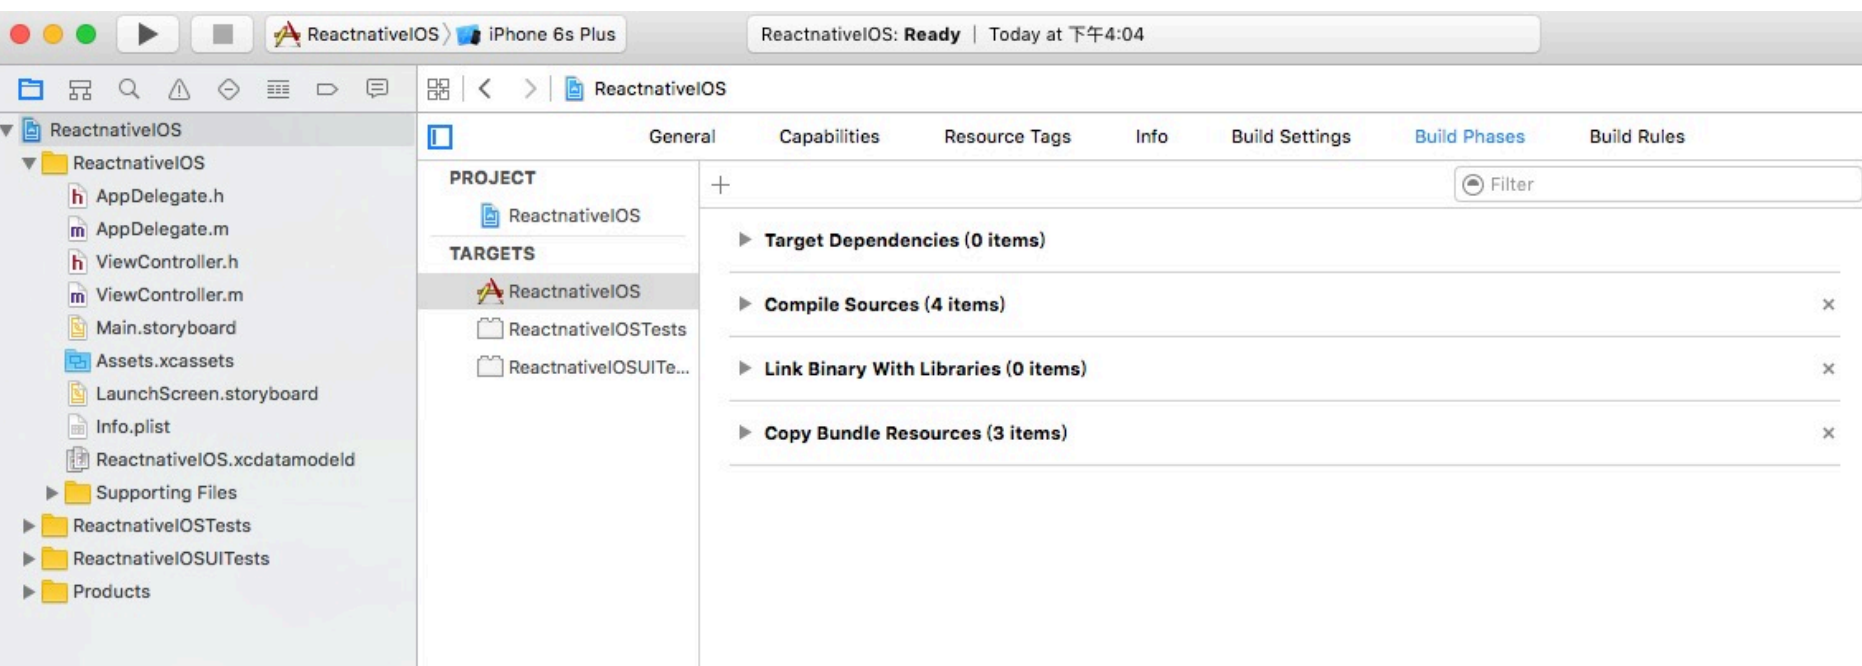 ReactnativeIOS
iPhone 6s Plus
ReactnativeIOS: Ready | Today at 下午4:04
ReactnativeIOS
ReactnativeIOS
ReactnativeIOS
AppDelegate.h
AppDelegate.m
ViewController.h
ViewController.m
Main.storyboard
Assets.xcassets
LaunchScreen.storyboard
Info.plist
ReactnativeIOS.xcdatamodeld
Supporting Files
ReactnativeIOSTests
ReactnativeIOSUITests
Products
General Capabilities Resource Tags Info Build Settings Build Phases Build Rules
PROJECT
ReactnativeIOS
TARGETS
ReactnativeIOS
ReactnativeIOSTests
ReactnativeIOSUITe...
Filter
Target Dependencies (0 items)
Compile Sources (4 items)
Link Binary With Libraries (0 items)
Copy Bundle Resources (3 items)